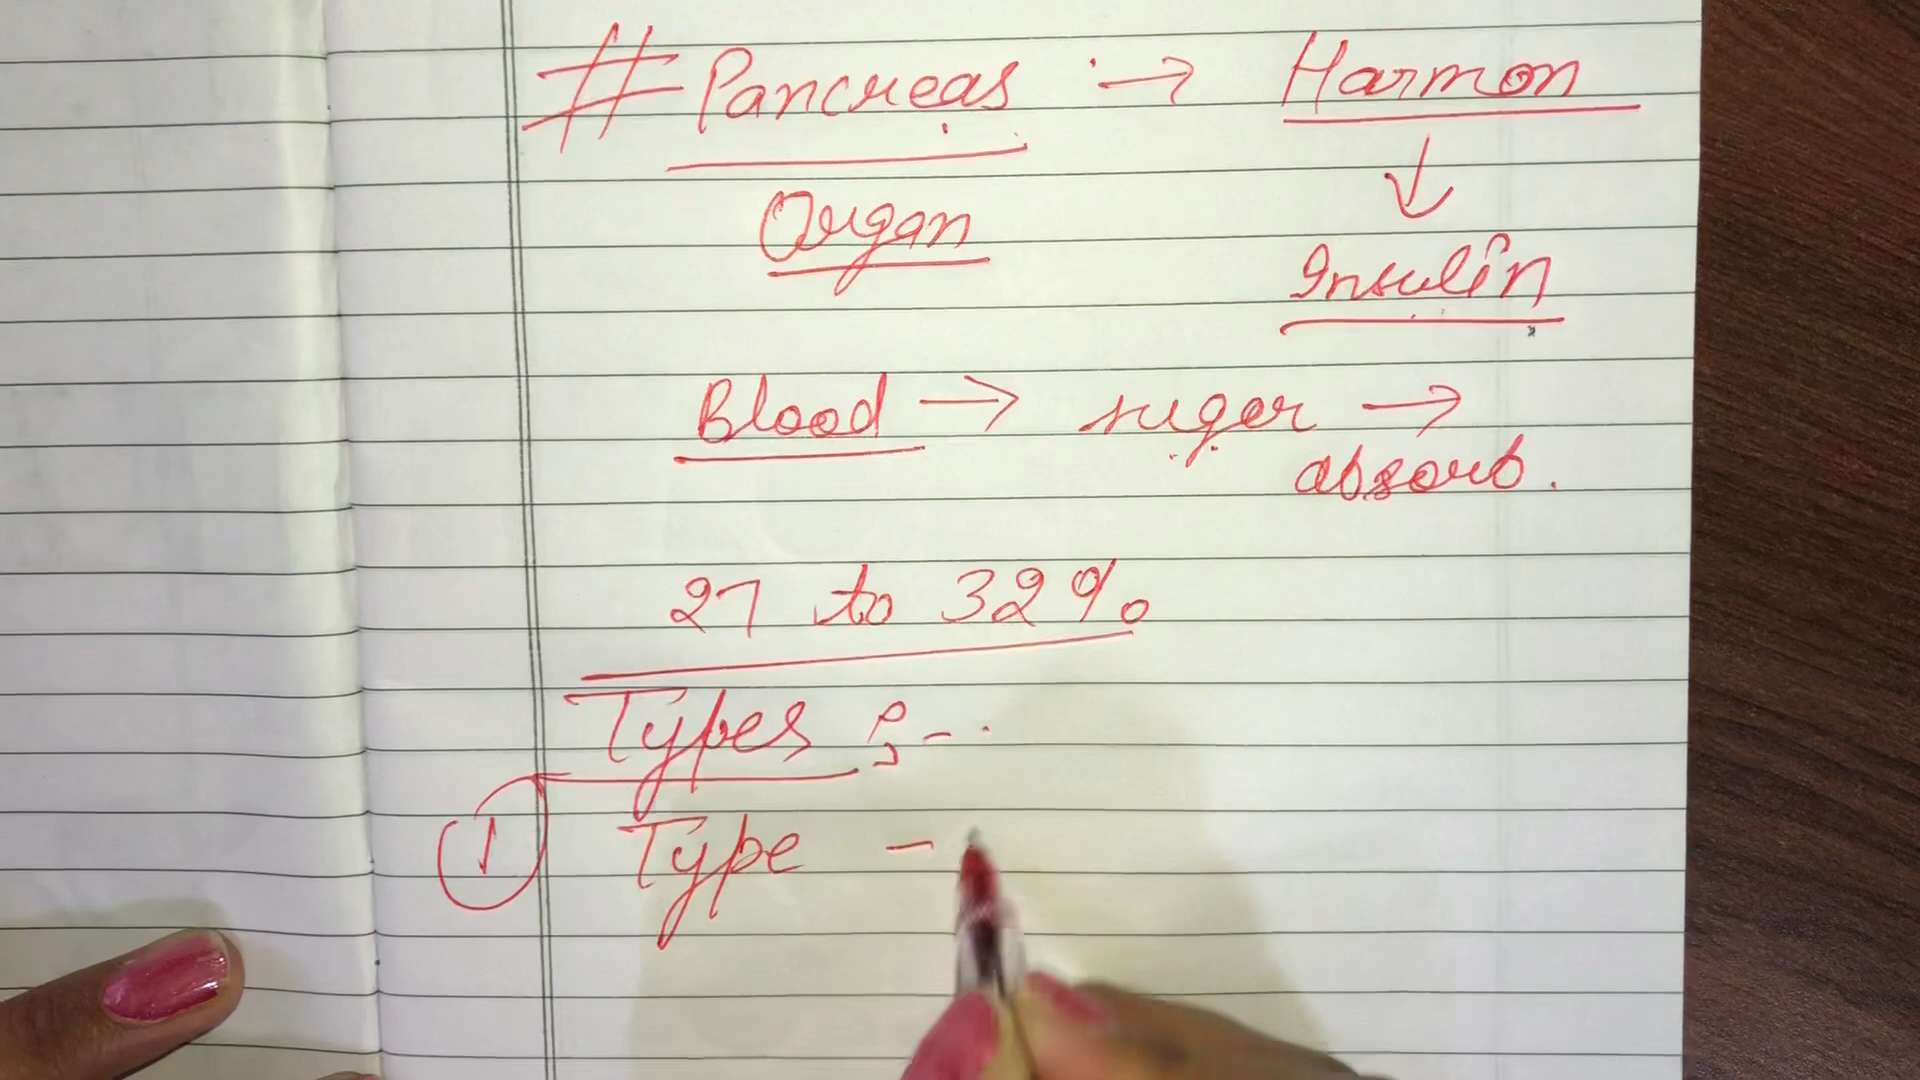 # Pancreas :→ Harmon
↓
Organ
Insulin
Blood → suger →
absorb.
27 to 32%
Types :-
① Type -